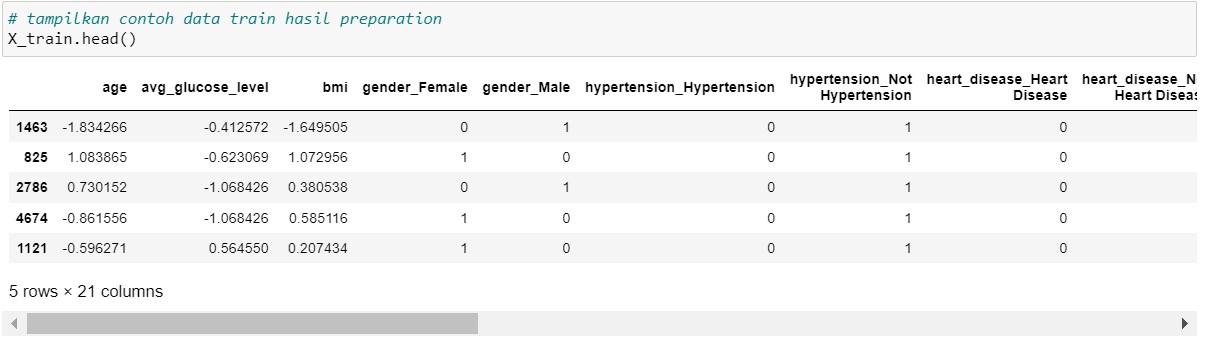 # tampilkan contoh data train hasil preparation
X_train.head()
age avg_glucose_level bmi gender_Female gender_Male hypertension_Hypertension hypertension_Not Hypertension heart_disease_Heart Disease heart_disease_N Heart Diseas
1463 -1.834266 -0.412572 -1.649505 0 1 0 1 0
825 1.083865 -0.623069 1.072956 1 0 0 1 0
2786 0.730152 -1.068426 0.380538 0 1 0 1 0
4674 -0.861556 -1.068426 0.585116 1 0 0 1 0
1121 -0.596271 0.564550 0.207434 1 0 0 1 0
5 rows × 21 columns